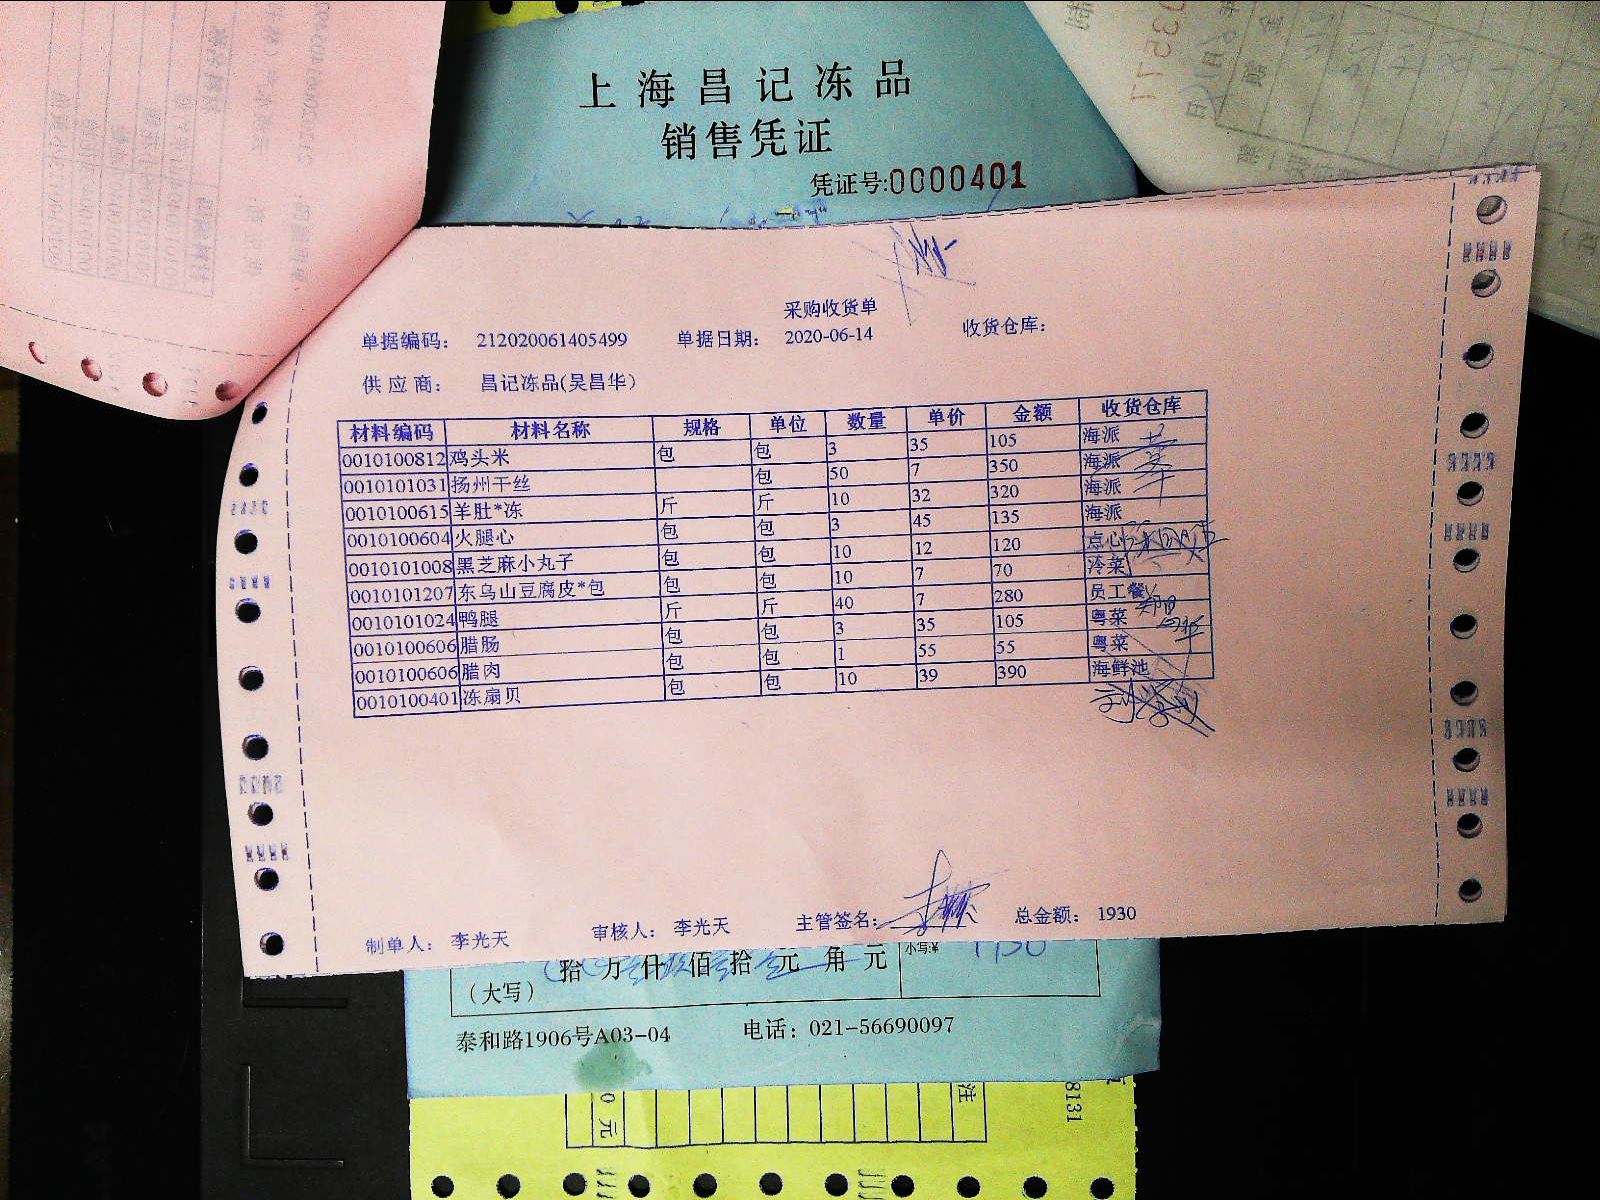 上海昌记冻品
销售凭证
凭证号:0000401
采购收货单
单据编码： 212020061405499 单据日期： 2020-06-14 收货仓库：
供应商： 昌记冻品(吴昌华)
材料编码 材料名称 规格 单位 数量 单价 金额 收货仓库
0010100812 鸡头米 包 包 3 35 105 海派
0010101031 扬州干丝 包 50 7 350 海派
0010100615 羊肚*冻 斤 斤 10 32 320 海派
0010100604 火腿心 包 包 3 45 135 海派
0010101008 黑芝麻小丸子 包 包 10 12 120 点心
0010101207 东乌山豆腐皮*包 包 包 10 7 70 冷菜
0010101024 鸭腿 斤 斤 40 7 280 员工餐
0010100606 腊肠 包 包 3 35 105 粤菜
0010100606 腊肉 包 包 1 55 55 粤菜
0010100401 冻扇贝 包 包 10 39 390 海鲜池
制单人： 李光天 审核人： 李光天 主管签名： 总金额： 1930
拾 万 仟 佰 拾 元 角 元 小写:¥ 1930
（大写）
泰和路1906号A03-04 电话：021-56690097
0元
注
8131
03577